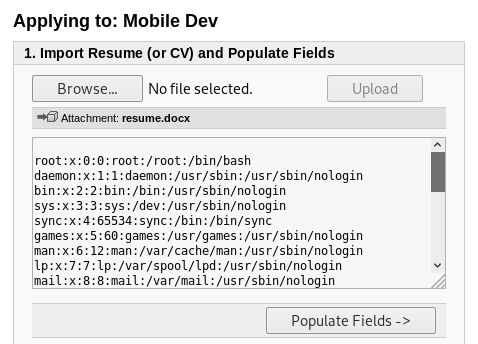 Applying to: Mobile Dev
1. Import Resume (or CV) and Populate Fields
Browse... No file selected. Upload
Attachment: resume.docx
root:x:0:0:root:/root:/bin/bash
daemon:x:1:1:daemon:/usr/sbin:/usr/sbin/nologin
bin:x:2:2:bin:/bin:/usr/sbin/nologin
sys:x:3:3:sys:/dev:/usr/sbin/nologin
sync:x:4:65534:sync:/bin:/bin/sync
games:x:5:60:games:/usr/games:/usr/sbin/nologin
man:x:6:12:man:/var/cache/man:/usr/sbin/nologin
lp:x:7:7:lp:/var/spool/lpd:/usr/sbin/nologin
mail:x:8:8:mail:/var/mail:/usr/sbin/nologin
Populate Fields ->